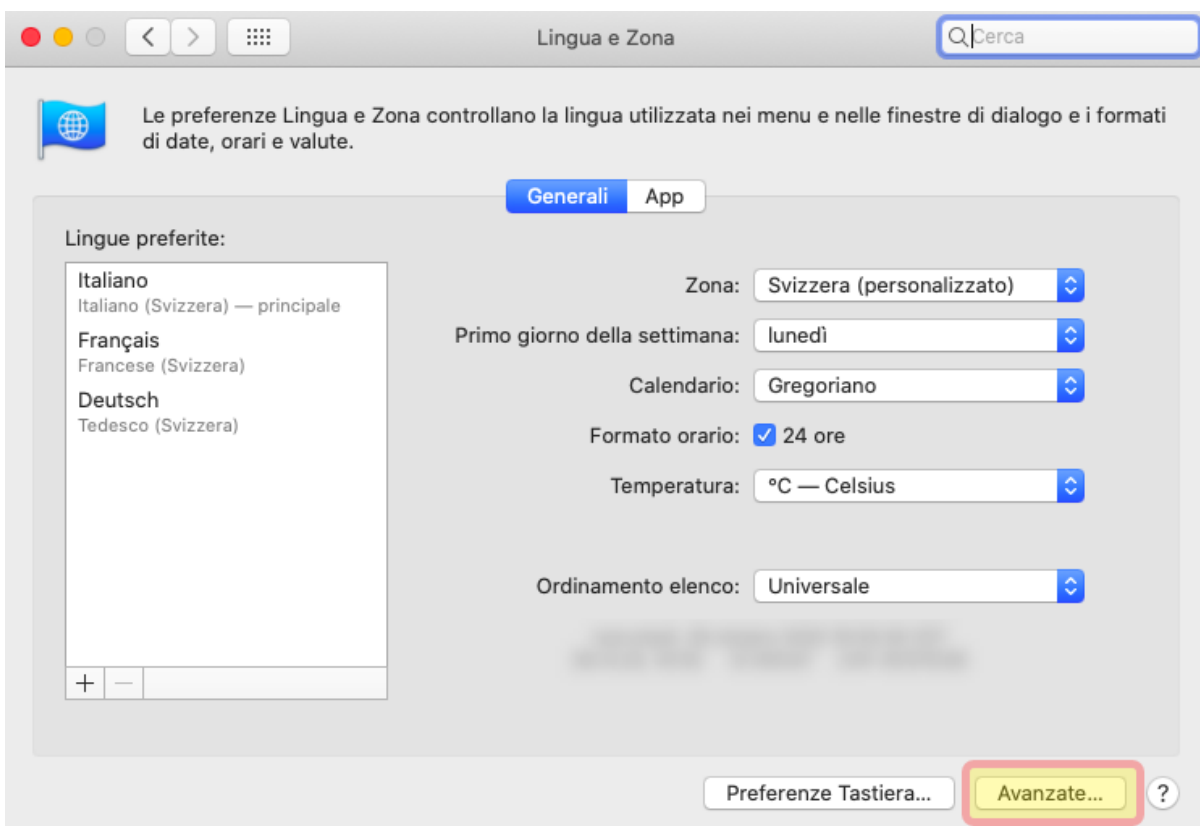 Lingua e Zona
Cerca
Le preferenze Lingua e Zona controllano la lingua utilizzata nei menu e nelle finestre di dialogo e i formati
di date, orari e valute.
Generali
App
Lingue preferite:
Italiano
Italiano (Svizzera) — principale
Français
Francese (Svizzera)
Deutsch
Tedesco (Svizzera)
Zona: Svizzera (personalizzato)
Primo giorno della settimana: lunedì
Calendario: Gregoriano
Formato orario: 24 ore
Temperatura: °C — Celsius
Ordinamento elenco: Universale
Preferenze Tastiera...
Avanzate...
?